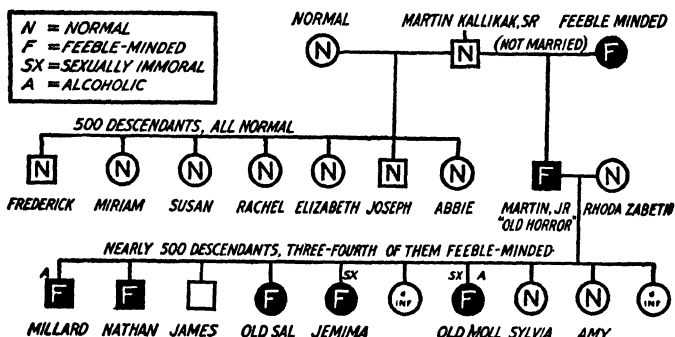 N = NORMAL
F = FEEBLE-MINDED
SX = SEXUALLY IMMORAL
A = ALCOHOLIC
NORMAL MARTIN KALLIKAK, SR FEEBLE MINDED
(NOT MARRIED)
N N F
500 DESCENDANTS, ALL NORMAL
N N N N N N N F N
FREDERICK MIRIAM SUSAN RACHEL ELIZABETH JOSEPH ABBIE MARTIN, JR RHODA ZABETH
"OLD HORROR"
NEARLY 500 DESCENDANTS, THREE-FOURTH OF THEM FEEBLE-MINDED
A SX SX A
F F F F INF F N N INF
MILLARD NATHAN JAMES OLD SAL JEMIMA OLD MOLL SYLVIA AMY